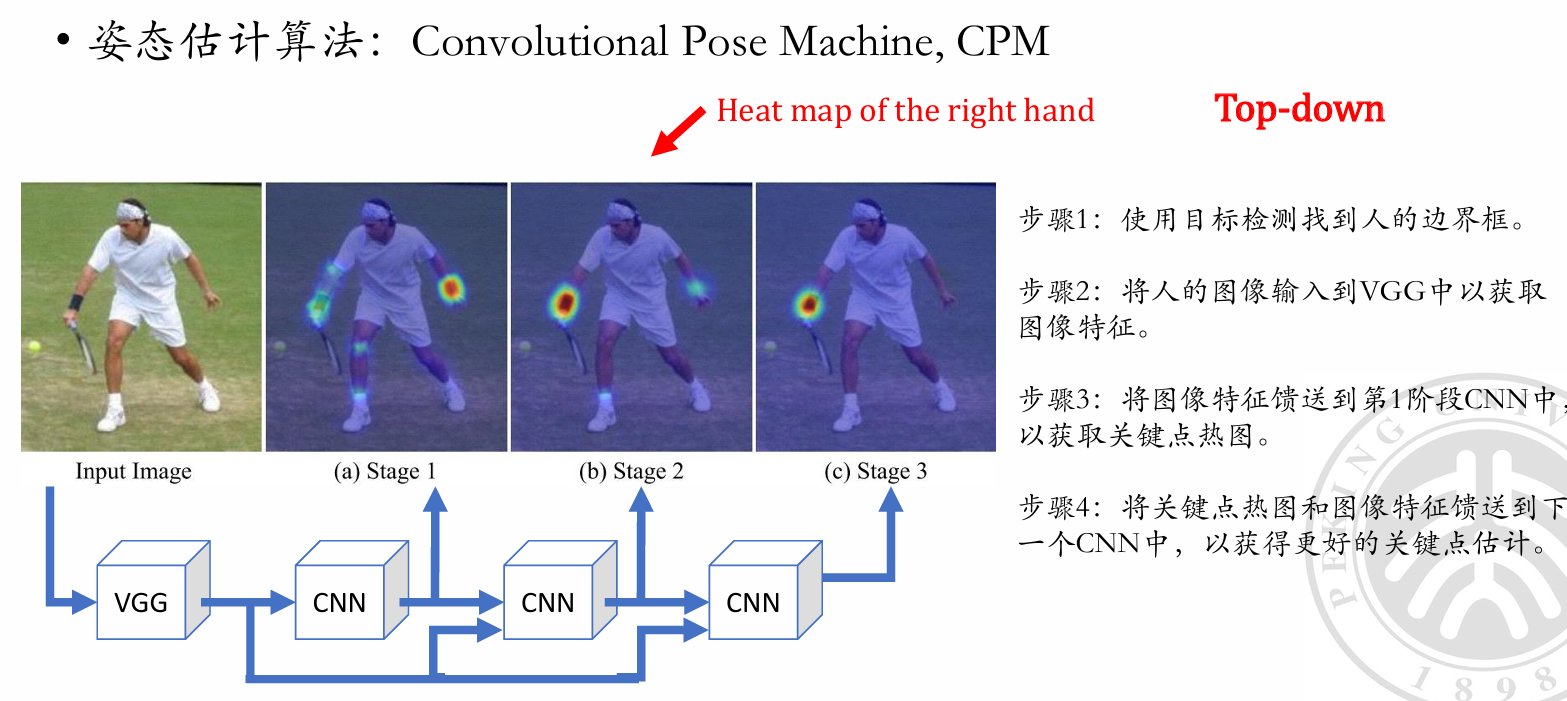 • 姿态估计算法：Convolutional Pose Machine, CPM
Heat map of the right hand
Top-down
Input Image
(a) Stage 1
(b) Stage 2
(c) Stage 3
VGG
CNN
CNN
CNN
步骤1：使用目标检测找到人的边界框。
步骤2：将人的图像输入到VGG中以获取
图像特征。
步骤3：将图像特征馈送到第1阶段CNN中，
以获取关键点热图。
步骤4：将关键点热图和图像特征馈送到下
一个CNN中，以获得更好的关键点估计。
PEKING
1898